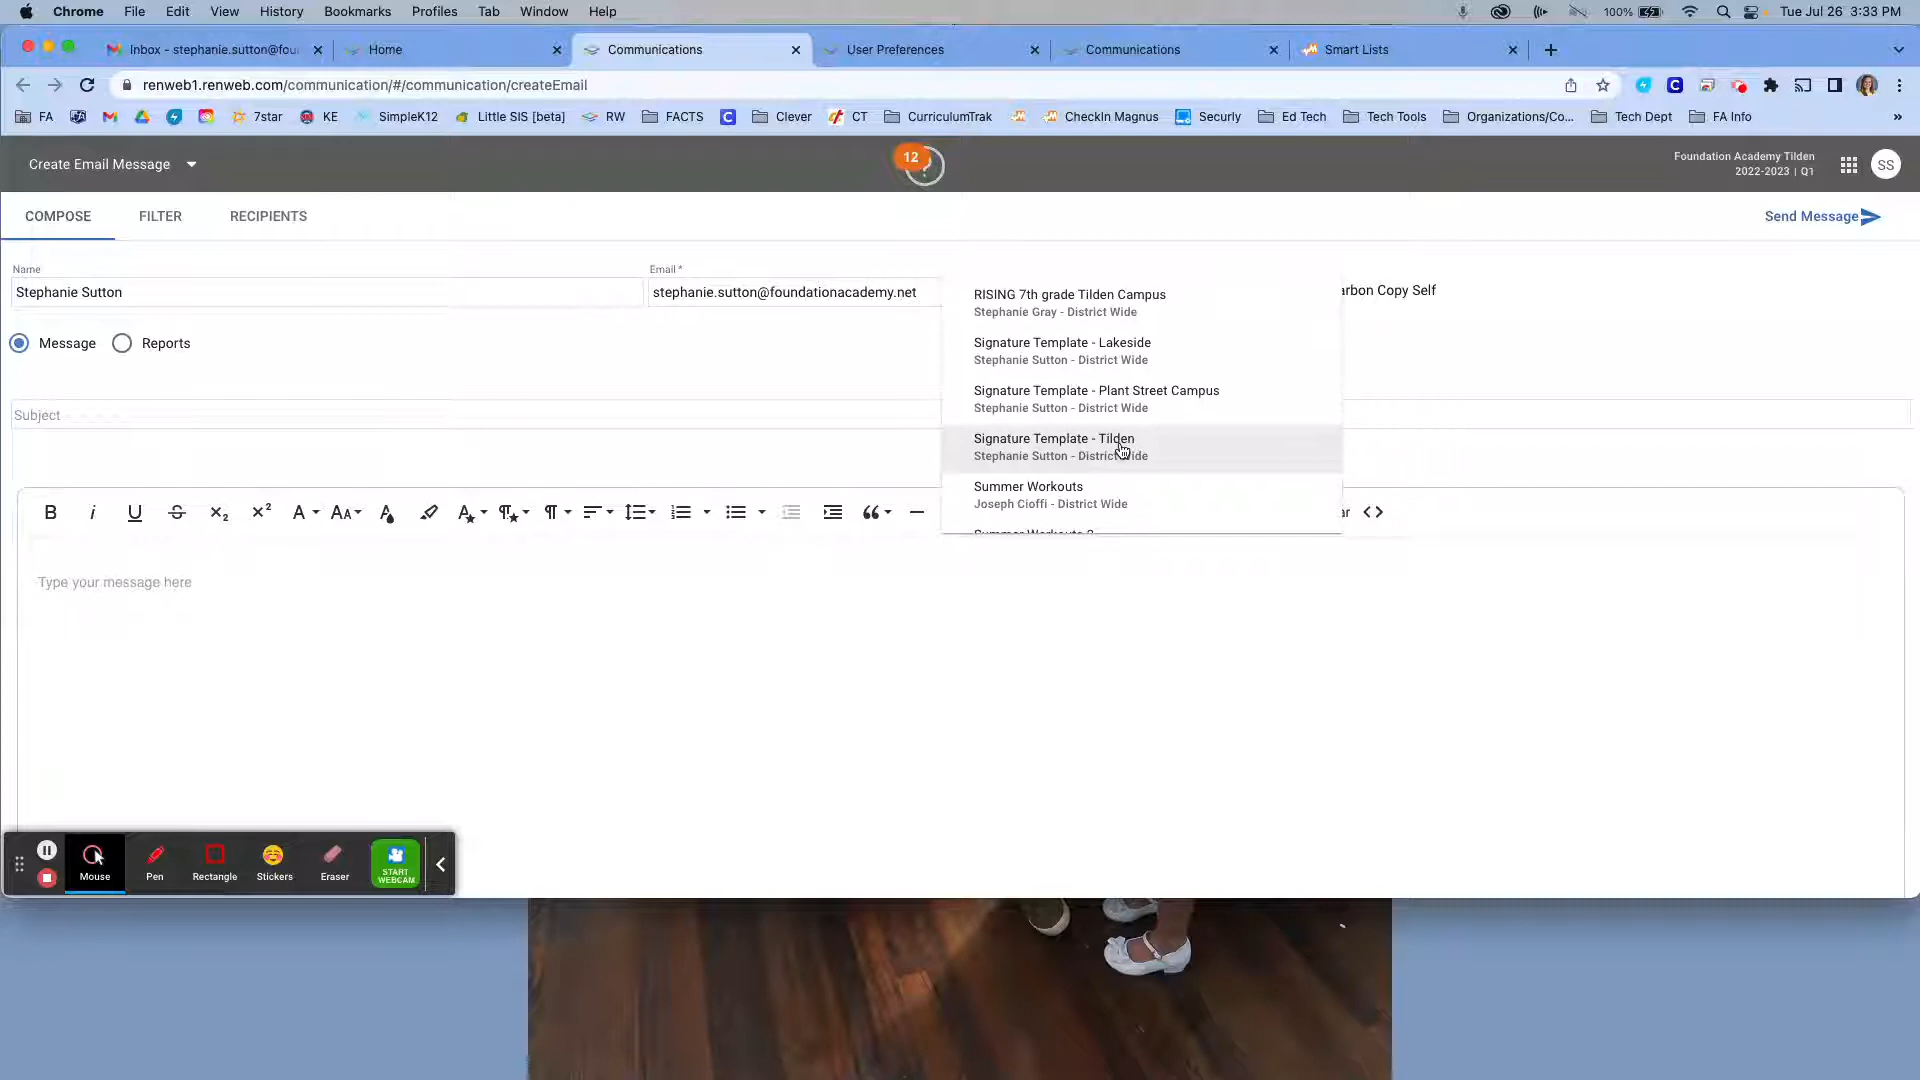 Chrome File Edit View History Bookmarks Profiles Tab Window Help 100% Tue Jul 26 3:33 PM
Inbox - stephanie.sutton@fou Home Communications User Preferences Communications Smart Lists
renweb1.renweb.com/communication/#/communication/createEmail
FA 7star KE SimpleK12 Little SIS [beta] RW FACTS Clever CT CurriculumTrak CheckIn Magnus Securly Ed Tech Tech Tools Organizations/Co... Tech Dept FA Info »
Create Email Message 12 ? Foundation Academy Tilden
2022-2023 | Q1
SS
COMPOSE FILTER RECIPIENTS Send Message
Name Email *
Stephanie Sutton stephanie.sutton@foundationacademy.net arbon Copy Self
RISING 7th grade Tilden Campus
Stephanie Gray - District Wide
Message Reports
Signature Template - Lakeside
Stephanie Sutton - District Wide
Signature Template - Plant Street Campus
Stephanie Sutton - District Wide
Subject
Signature Template - Tilden
Stephanie Sutton - District Wide
Summer Workouts
Joseph Cioffi - District Wide
Summer Workouts 2
ar
Type your message here
Mouse Pen Rectangle Stickers Eraser START
WEBCAM